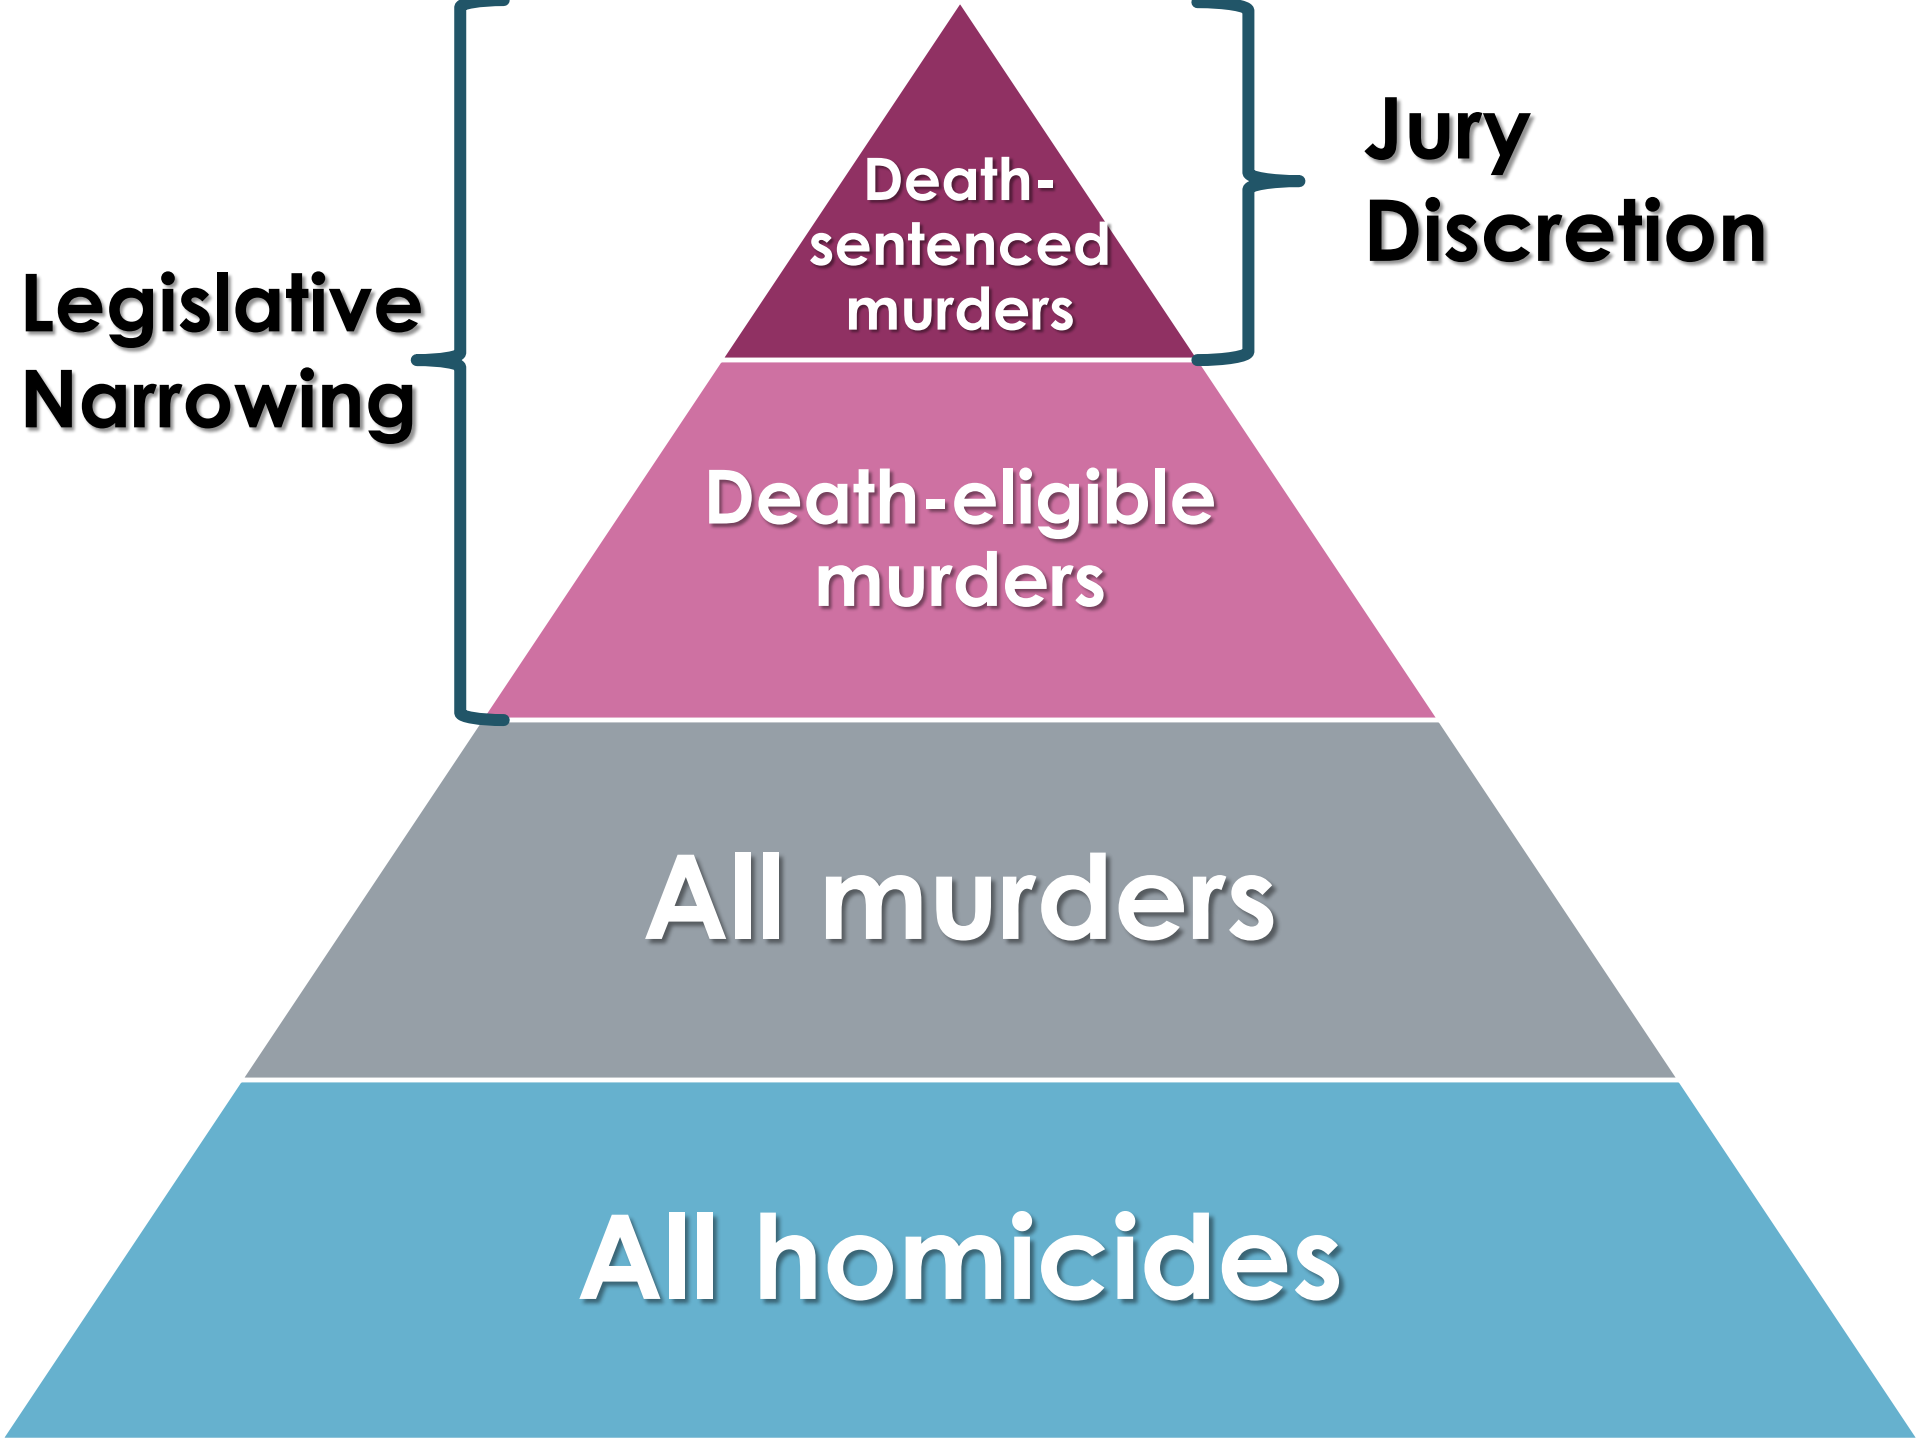 Death-
sentenced
murders
Jury
Discretion
Legislative
Narrowing
Death-eligible
murders
All murders
All homicides